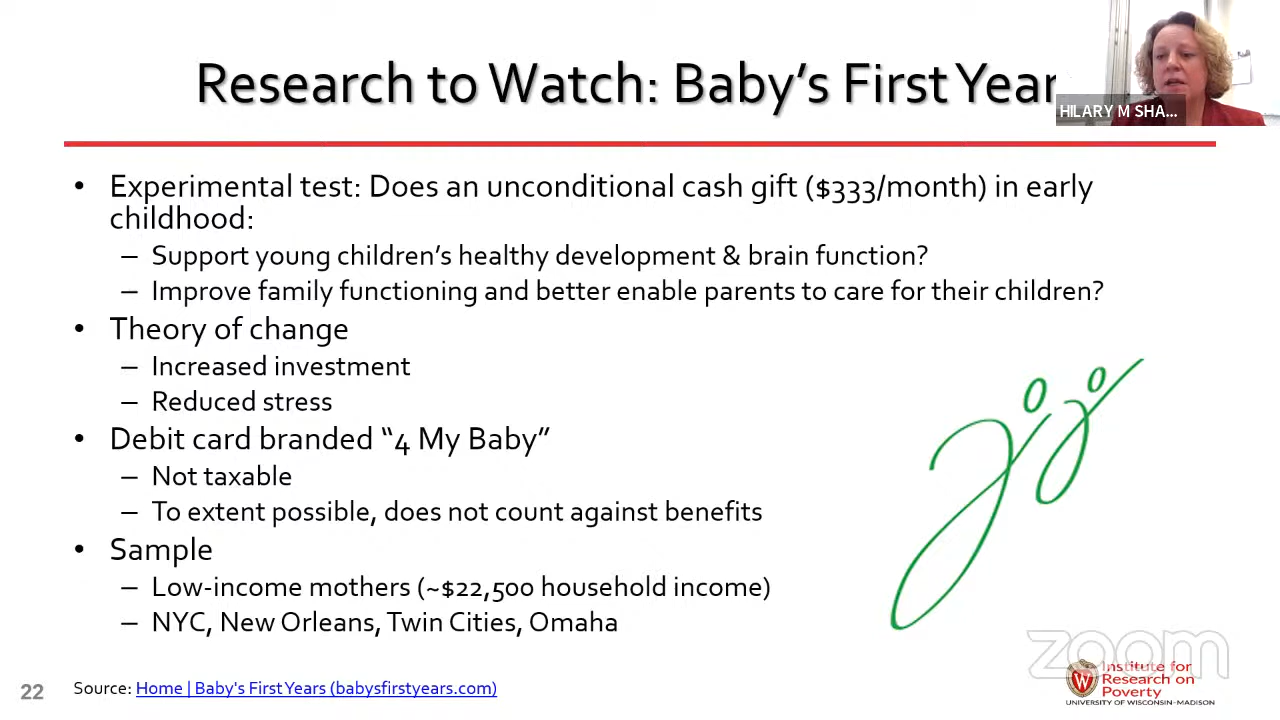 Research to Watch: Baby’s First Year
HILARY M SHA...
• Experimental test: Does an unconditional cash gift ($333/month) in early
childhood:
– Support young children’s healthy development & brain function?
– Improve family functioning and better enable parents to care for their children?
• Theory of change
– Increased investment
– Reduced stress
• Debit card branded “4 My Baby”
– Not taxable
– To extent possible, does not count against benefits
• Sample
– Low-income mothers (~$22,500 household income)
– NYC, New Orleans, Twin Cities, Omaha
zoom
Institute for
Research on
Poverty
UNIVERSITY OF WISCONSIN-MADISON
22
Source: Home | Baby's First Years (babysfirstyears.com)